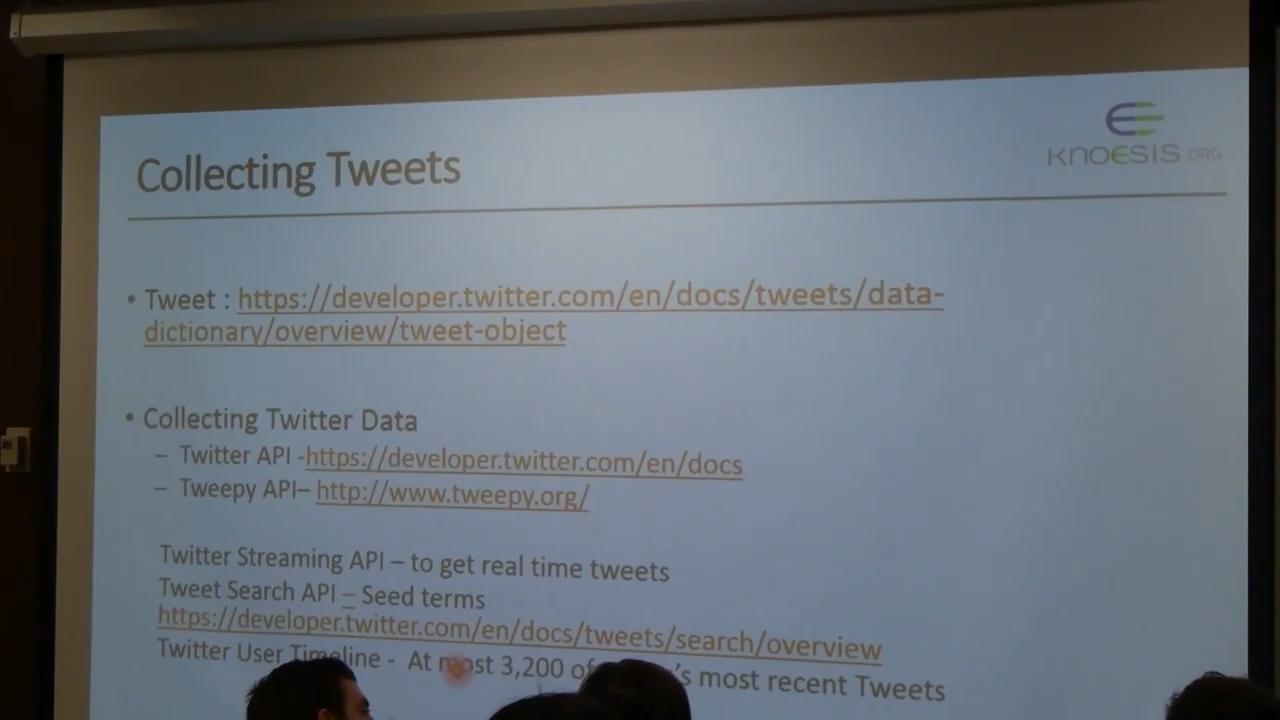 Collecting Tweets
KNOESIS.ORG
• Tweet : https://developer.twitter.com/en/docs/tweets/data-
dictionary/overview/tweet-object
• Collecting Twitter Data
– Twitter API -https://developer.twitter.com/en/docs
– Tweepy API– http://www.tweepy.org/
Twitter Streaming API – to get real time tweets
Tweet Search API – Seed terms
https://developer.twitter.com/en/docs/tweets/search/overview
Twitter User Timeline - At most 3,200 of 's most recent Tweets